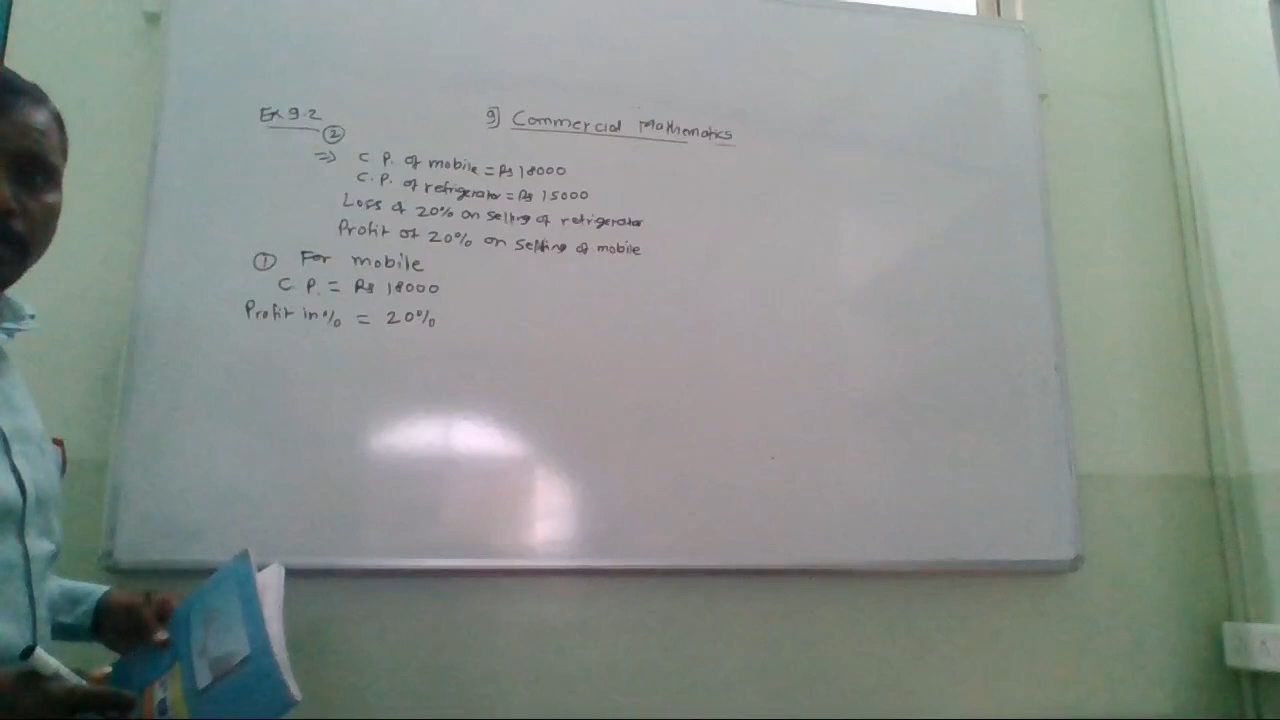 Ex 9.2
9] Commercial Mathematics
②
⇒ C.P. of mobile = Rs 18000
C.P. of refrigerator = Rs 15000
Loss of 20% on selling of refrigerator
Profit of 20% on selling of mobile
① For mobile
C.P. = Rs 18000
Profit in % = 20%